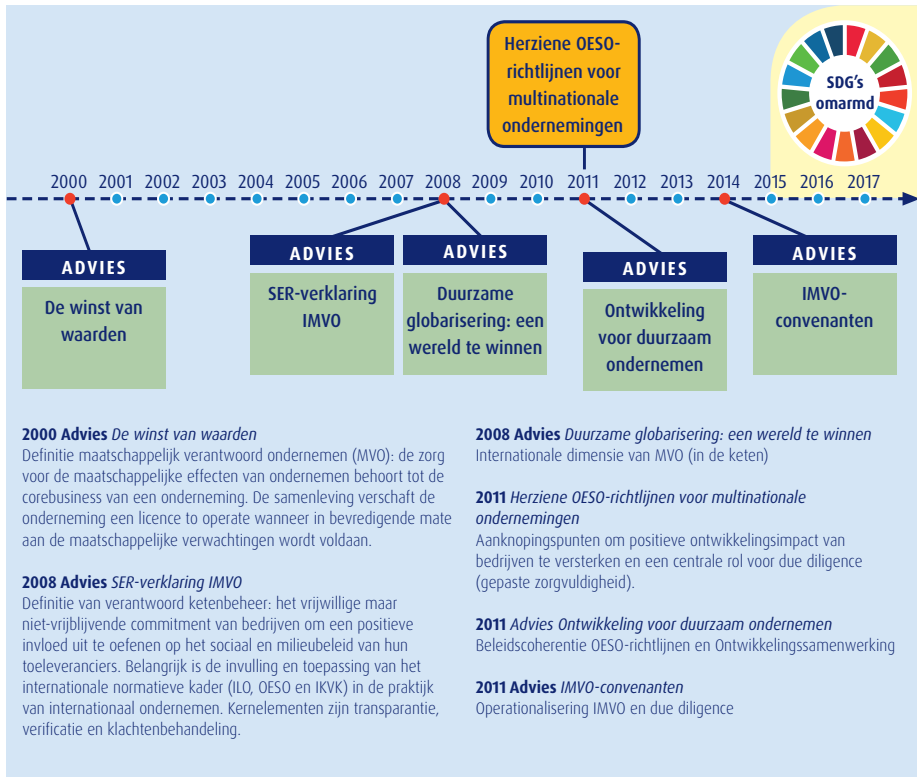 Herziene OESO-
richtlijnen voor
multinationale
ondernemingen
SDG's
omarmd
2000 2001 2002 2003 2004 2005 2006 2007 2008 2009 2010 2011 2012 2013 2014 2015 2016 2017
ADVIES
De winst van
waarden
ADVIES
SER-verklaring
IMVO
ADVIES
Duurzame
globarisering: een
wereld te winnen
ADVIES
Ontwikkeling
voor duurzaam
ondernemen
ADVIES
IMVO-
convenanten
2000 Advies De winst van waarden
Definitie maatschappelijk verantwoord ondernemen (MVO): de zorg
voor de maatschappelijke effecten van ondernemen behoort tot de
corebusiness van een onderneming. De samenleving verschaft de
onderneming een licence to operate wanneer in bevredigende mate
aan de maatschappelijke verwachtingen wordt voldaan.
2008 Advies SER-verklaring IMVO
Definitie van verantwoord ketenbeheer: het vrijwillige maar
niet-vrijblijvende commitment van bedrijven om een positieve
invloed uit te oefenen op het sociaal en milieubeleid van hun
toeleveranciers. Belangrijk is de invulling en toepassing van het
internationale normatieve kader (ILO, OESO en IKVK) in de praktijk
van internationaal ondernemen. Kernelementen zijn transparantie,
verificatie en klachtenbehandeling.
2008 Advies Duurzame globarisering: een wereld te winnen
Internationale dimensie van MVO (in de keten)
2011 Herziene OESO-richtlijnen voor multinationale
ondernemingen
Aanknopingspunten om positieve ontwikkelingsimpact van
bedrijven te versterken en een centrale rol voor due diligence
(gepaste zorgvuldigheid).
2011 Advies Ontwikkeling voor duurzaam ondernemen
Beleidscoherentie OESO-richtlijnen en Ontwikkelingssamenwerking
2011 Advies IMVO-convenanten
Operationalisering IMVO en due diligence